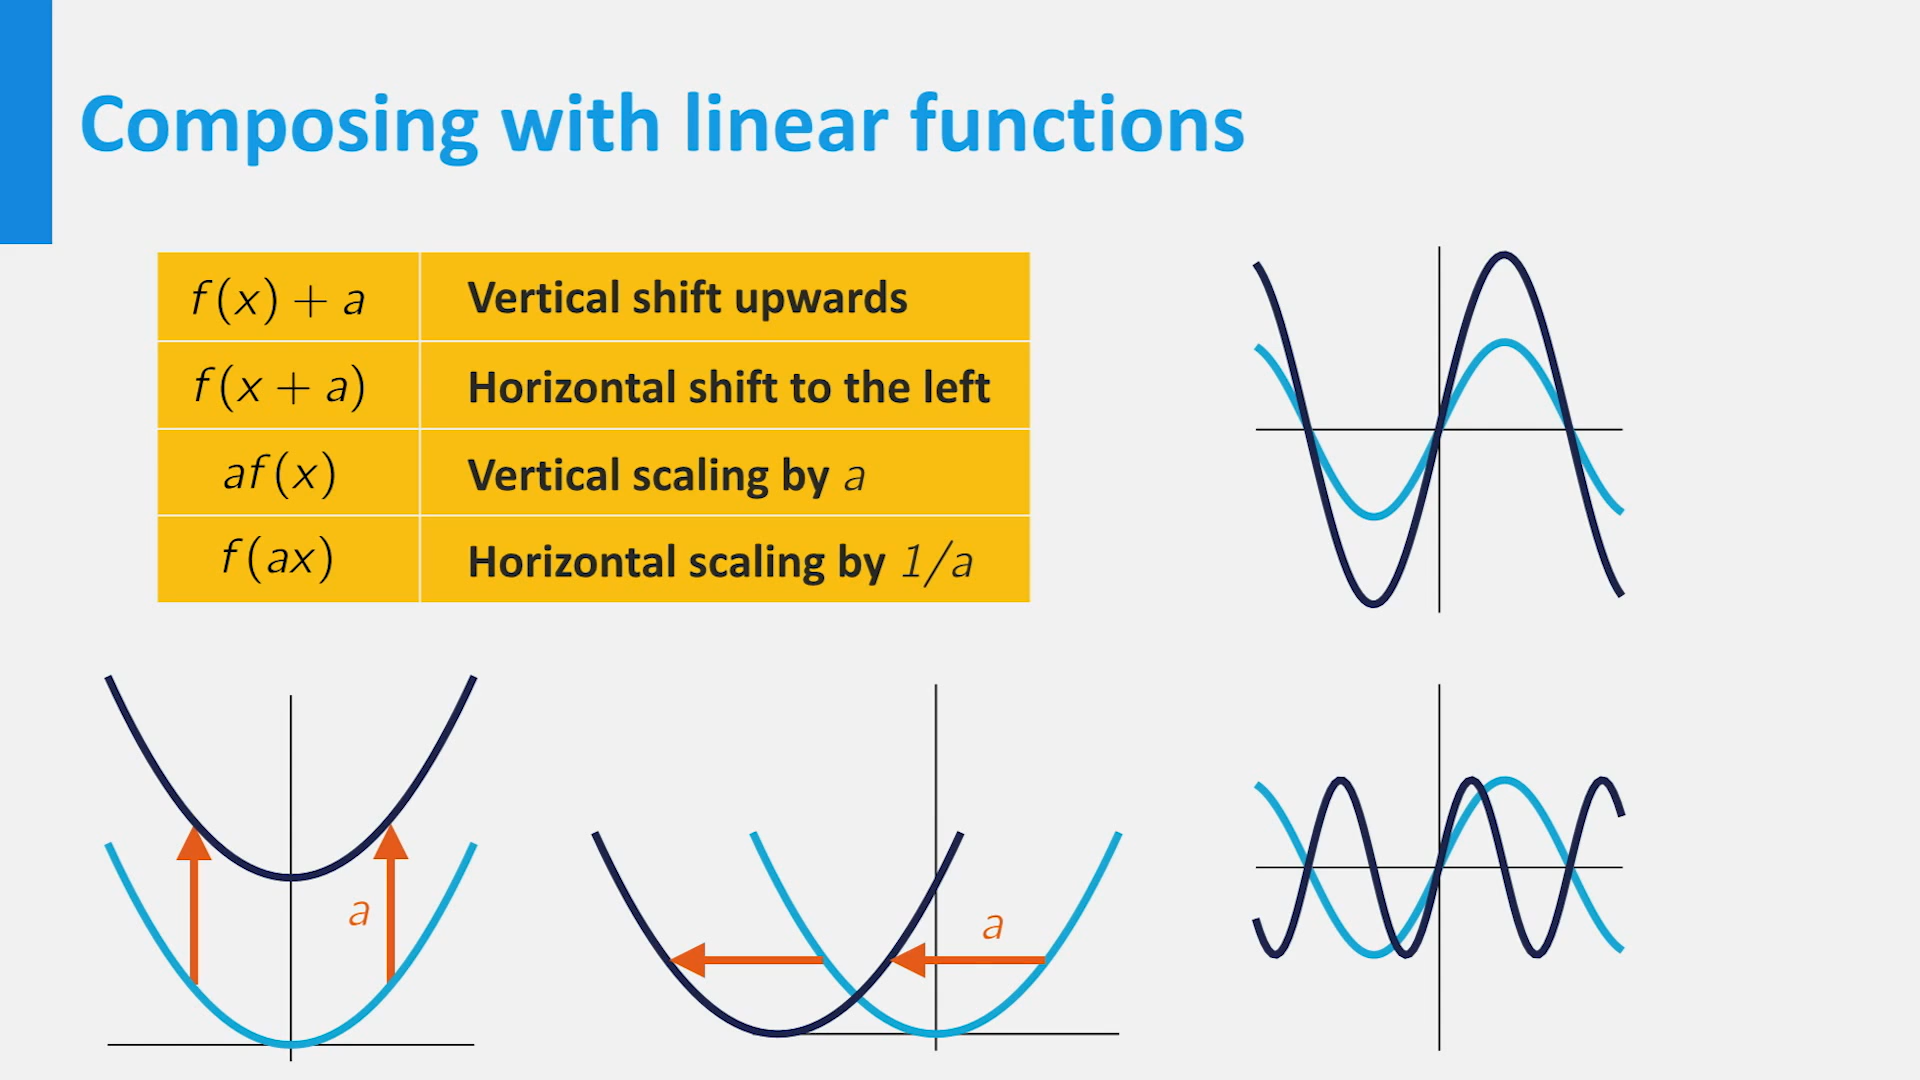 Composing with linear functions
f(x) + a Vertical shift upwards
f(x + a) Horizontal shift to the left
af(x) Vertical scaling by a
f(ax) Horizontal scaling by 1/a
a
a